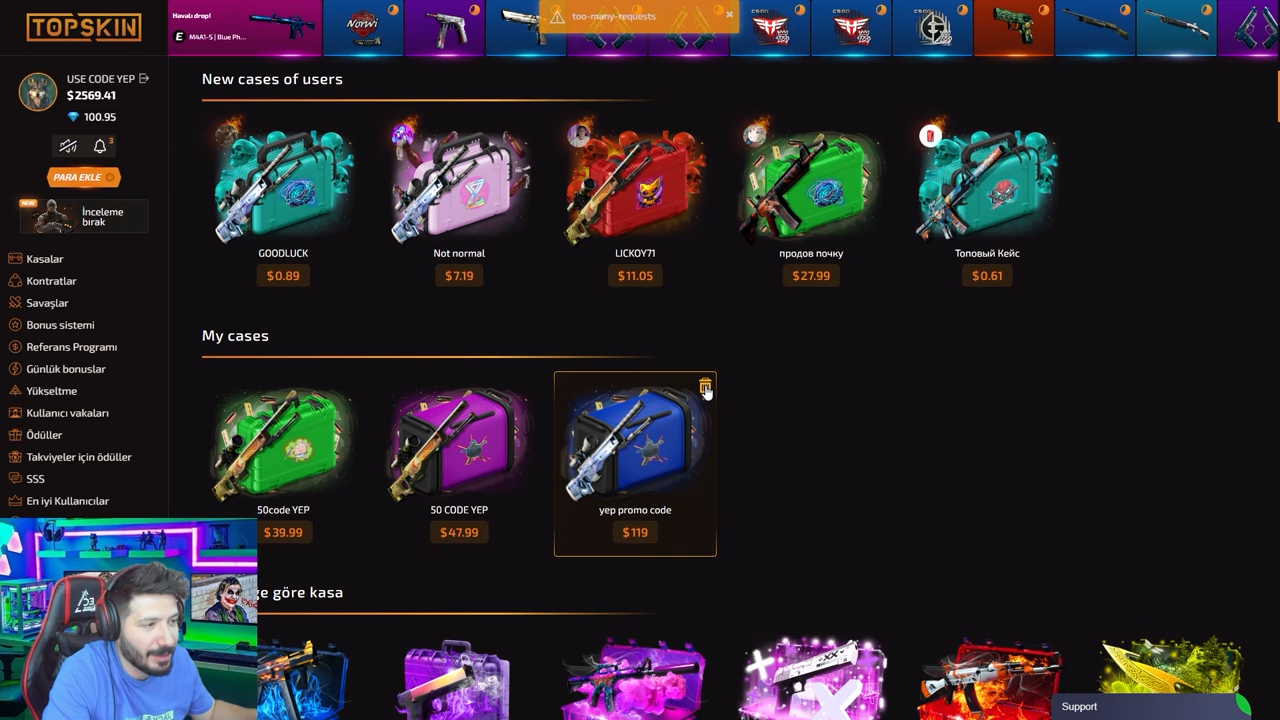 TOPSKIN
Havalı drop!
E M4A1-S | Blue Ph...
too-many-requests
USE CODE YEP
$2569.41
100.95
3
PARA EKLE
NEW
İnceleme
bırak
Kasalar
Kontratlar
Savaşlar
Bonus sistemi
Referans Programı
Günlük bonuslar
Yükseltme
Kullanıcı vakaları
Ödüller
Takviyeler için ödüller
SSS
En iyi Kullanıcılar
New cases of users
GOODLUCK
$0.89
Not normal
$7.19
LICKOY71
$11.05
продов почку
$27.99
Топовый Кейс
$0.61
My cases
50code YEP
$39.99
50 CODE YEP
$47.99
yep promo code
$119
ge göre kasa
Support